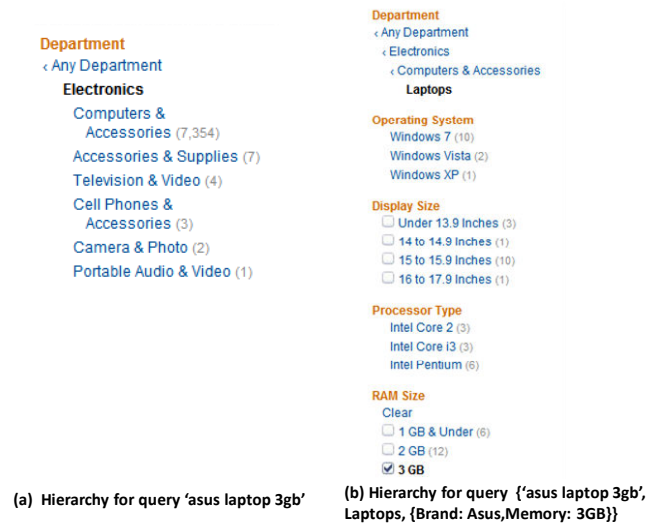 Department
‹ Any Department
Electronics
Computers &
Accessories (7,354)
Accessories & Supplies (7)
Television & Video (4)
Cell Phones &
Accessories (3)
Camera & Photo (2)
Portable Audio & Video (1)
(a) Hierarchy for query ‘asus laptop 3gb’
Department
‹ Any Department
‹ Electronics
‹ Computers & Accessories
Laptops
Operating System
Windows 7 (10)
Windows Vista (2)
Windows XP (1)
Display Size
Under 13.9 Inches (3)
14 to 14.9 Inches (1)
15 to 15.9 Inches (10)
16 to 17.9 Inches (1)
Processor Type
Intel Core 2 (3)
Intel Core i3 (3)
Intel Pentium (6)
RAM Size
Clear
1 GB & Under (6)
2 GB (12)
3 GB
(b) Hierarchy for query {‘asus laptop 3gb’,
Laptops, {Brand: Asus,Memory: 3GB}}